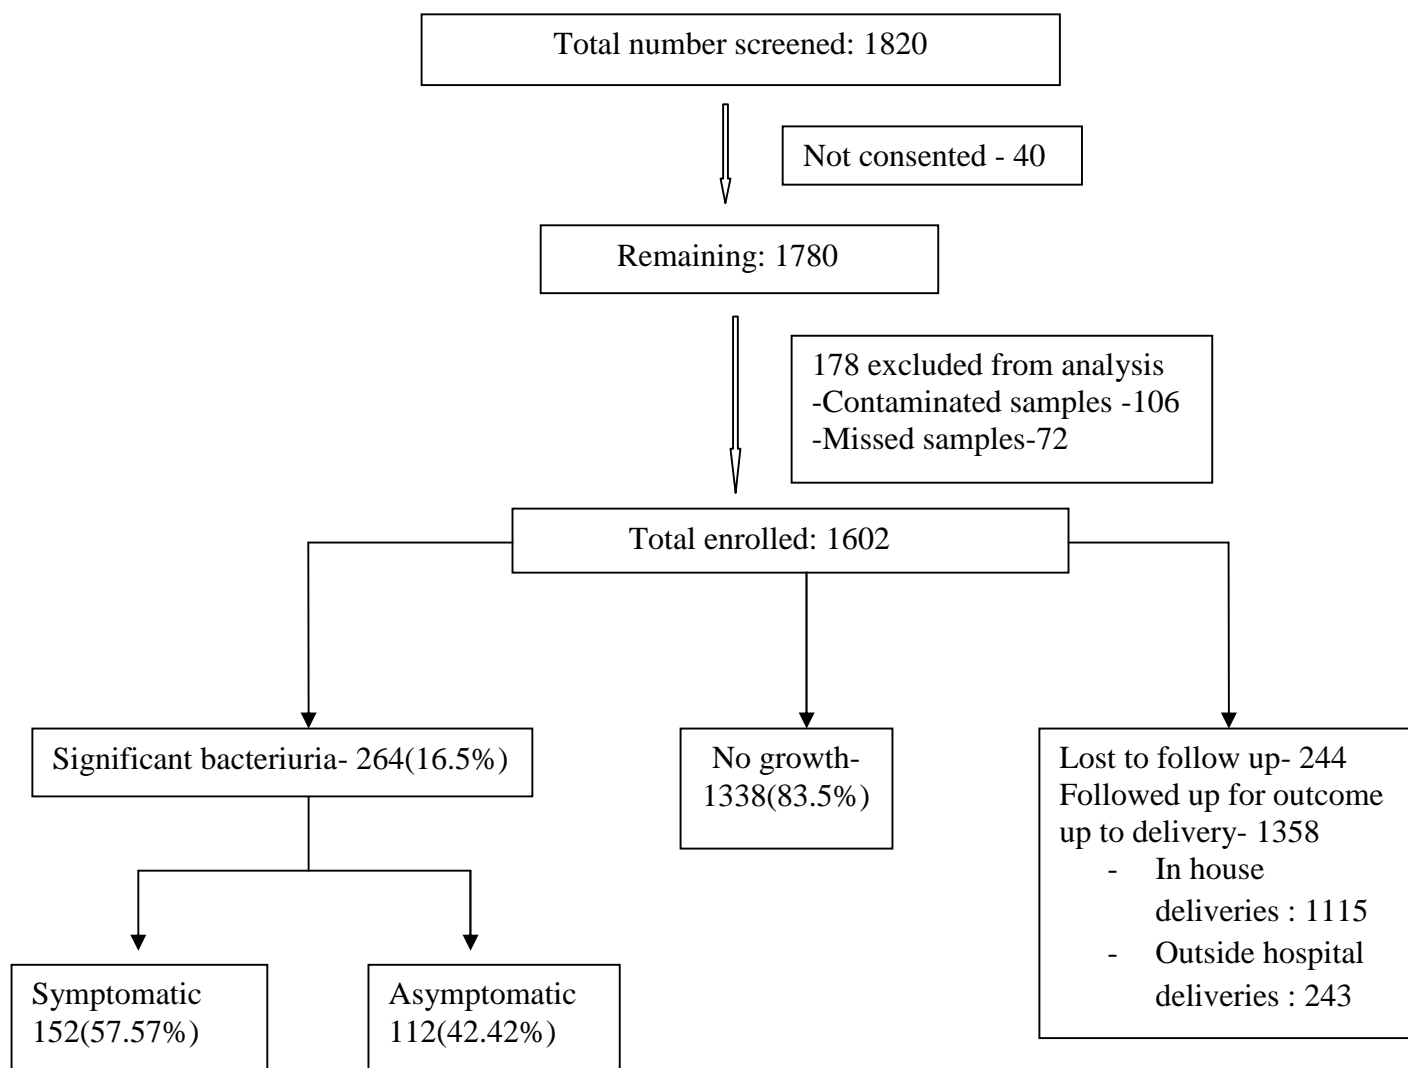 Total number screened: 1820
Not consented - 40
Remaining: 1780
178 excluded from analysis
-Contaminated samples -106
-Missed samples-72
Total enrolled: 1602
Significant bacteriuria- 264(16.5%)
No growth-
1338(83.5%)
Lost to follow up- 244
Followed up for outcome
up to delivery- 1358
- In house
deliveries : 1115
- Outside hospital
deliveries : 243
Symptomatic
152(57.57%)
Asymptomatic
112(42.42%)